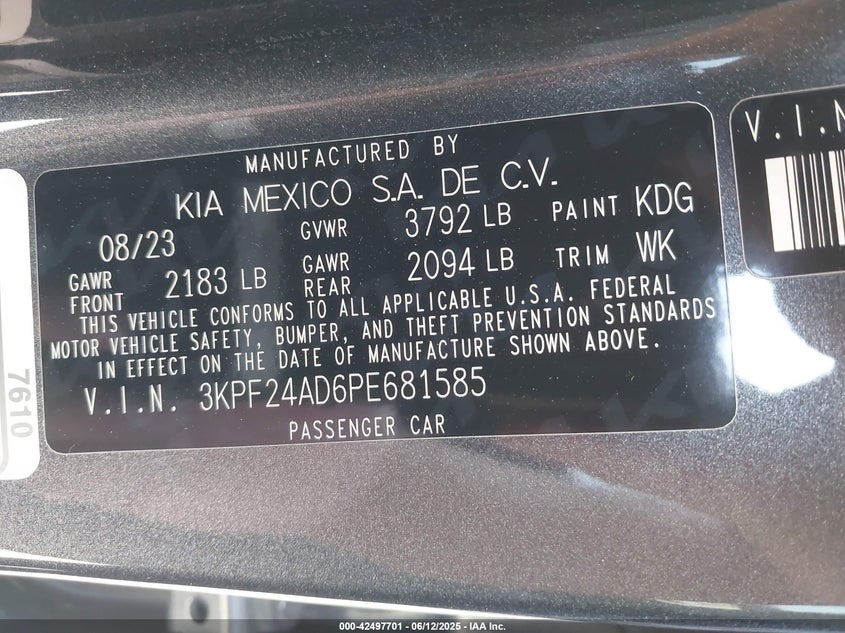 MANUFACTURED BY
KIA MEXICO S.A. DE C.V.
08/23 GVWR 3792 LB PAINT KDG
GAWR FRONT 2183 LB GAWR REAR 2094 LB TRIM WK
THIS VEHICLE CONFORMS TO ALL APPLICABLE U.S.A. FEDERAL
MOTOR VEHICLE SAFETY, BUMPER, AND THEFT PREVENTION STANDARDS
IN EFFECT ON THE DATE OF MANUFACTURE SHOWN ABOVE.
V.I.N. 3KPF24AD6PE681585
PASSENGER CAR
V.I.N
7610
000-42497701 - 06/12/2025 - IAA Inc.